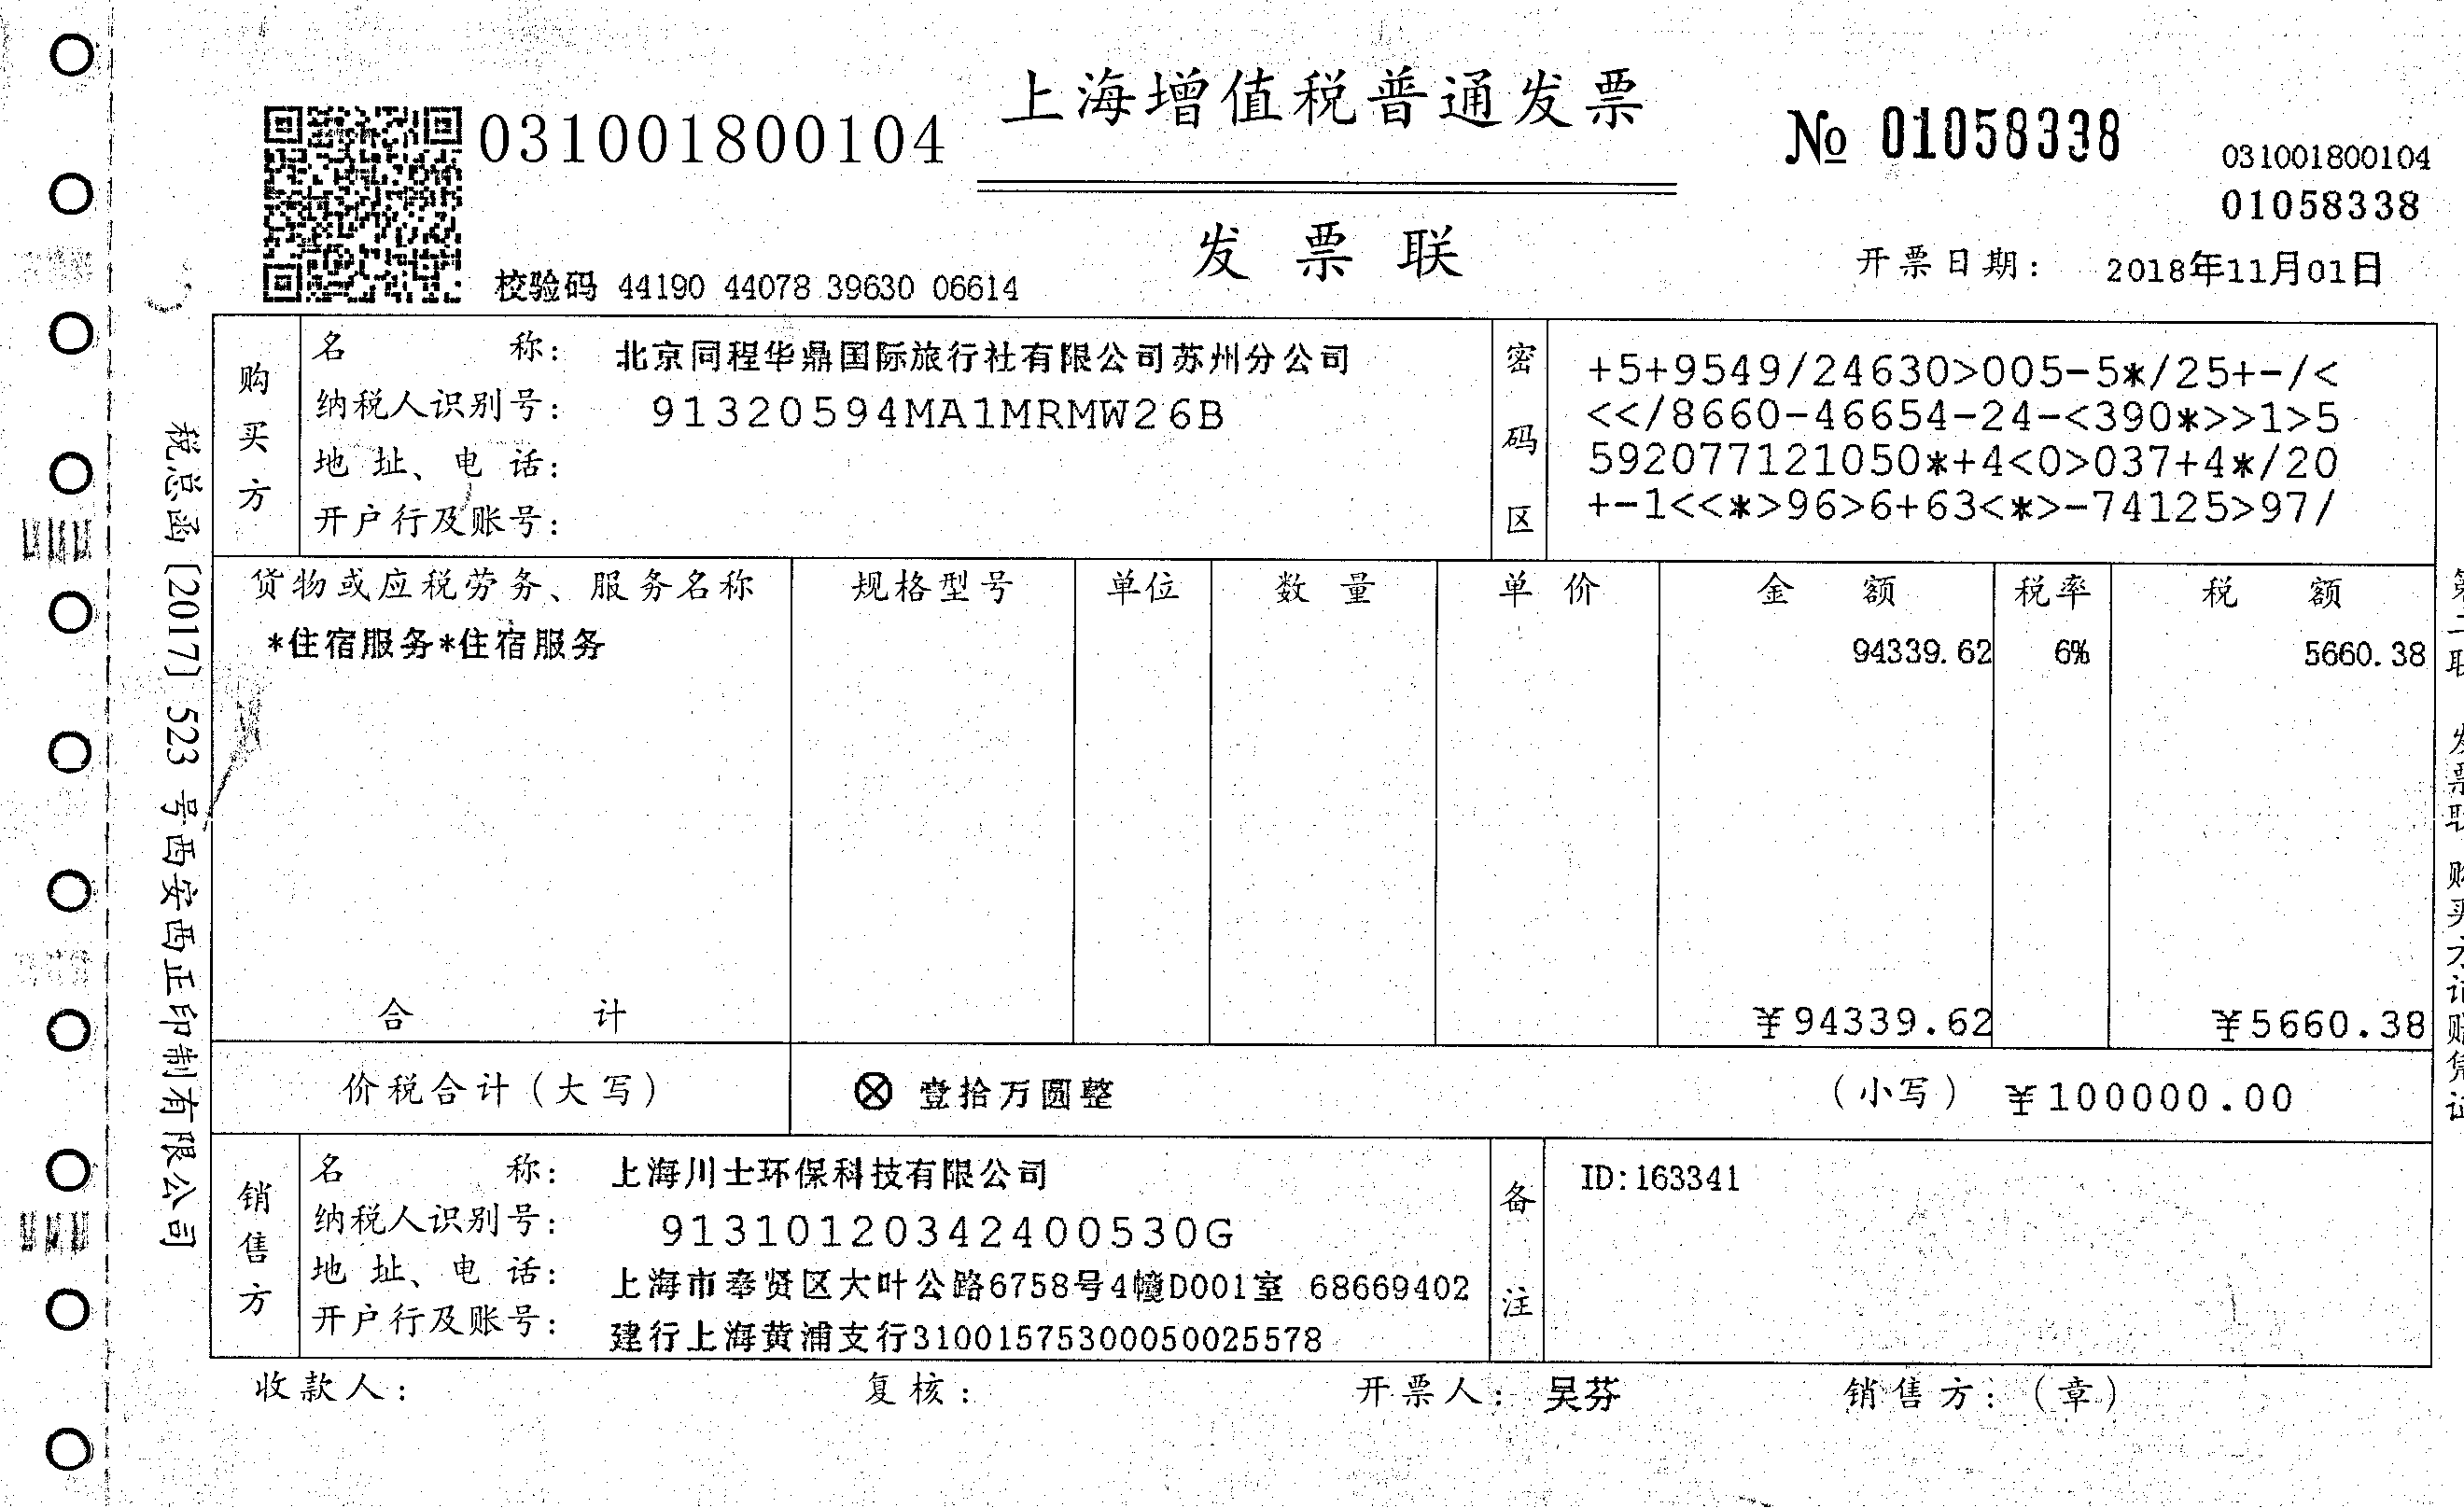 上海增值税普通发票
031001800104
№ 01058338
031001800104
01058338
发票联
校验码 44190 44078 39630 06614
开票日期： 2018年11月01日
购买方
名称： 北京同程华鼎国际旅行社有限公司苏州分公司
纳税人识别号： 91320594MA1MRMW26B
地址、电话：
开户行及账号：
密码区
+5+9549/24630>005-5*/25+-/<
<</8660-46654-24-<390*>>1>5
592077121050*+4<0>037+4*/20
+-1<<*>96>6+63<*>-74125>97/
货物或应税劳务、服务名称 规格型号 单位 数量 单价 金额 税率 税额
*住宿服务*住宿服务 94339.62 6% 5660.38
合计 ￥94339.62 ￥5660.38
价税合计（大写） ⊗ 壹拾万圆整 （小写） ￥100000.00
销售方
名称： 上海川士环保科技有限公司
纳税人识别号： 91310120342400530G
地址、电话： 上海市奉贤区大叶公路6758号4幢D001室 68669402
开户行及账号： 建行上海黄浦支行31001575300050025578
备注
ID:163341
收款人： 复核： 开票人： 吴芬 销售方：（章）
税总函〔2017〕523 号西安西正印制有限公司
第二联 发票联 购买方记账凭证